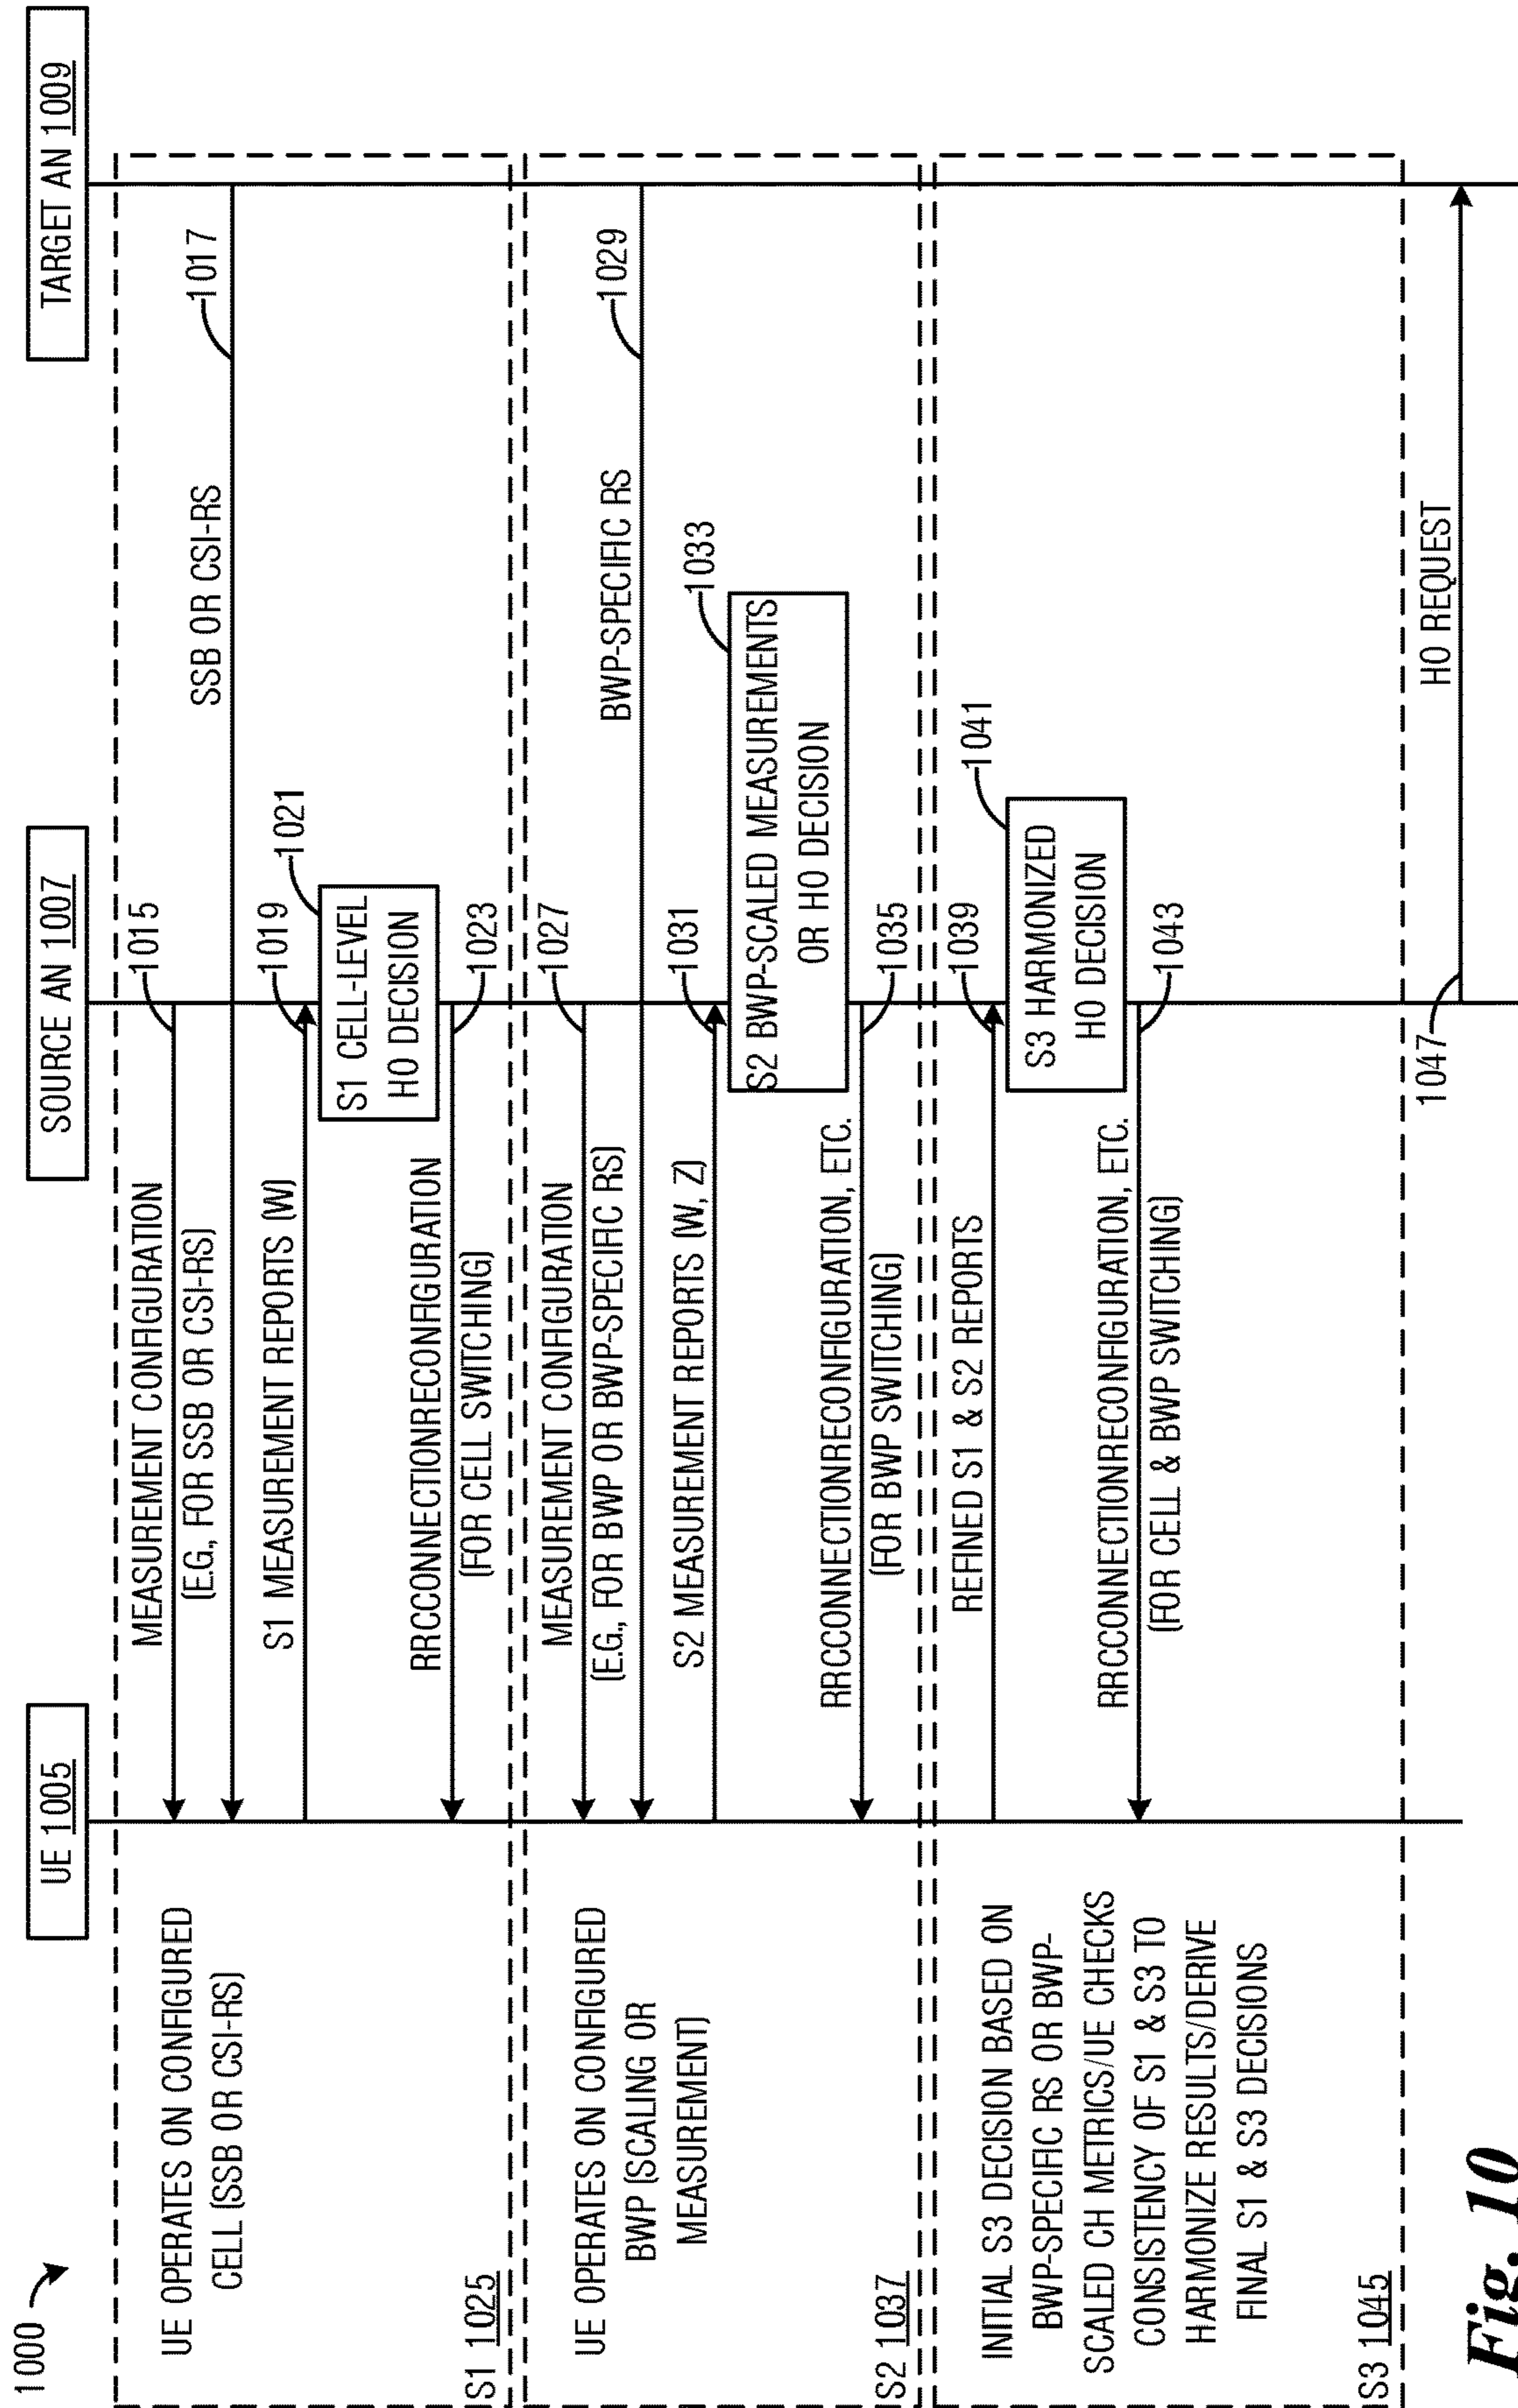 1000
UE 1005
SOURCE AN 1007
TARGET AN 1009
UE OPERATES ON CONFIGURED
CELL (SSB OR CSI-RS)
MEASUREMENT CONFIGURATION
(E.G., FOR SSB OR CSI-RS)
1015
SSB OR CSI-RS
1017
S1 MEASUREMENT REPORTS (W)
1019
S1 CELL-LEVEL
HO DECISION
1021
RRCCONNECTIONRECONFIGURATION
(FOR CELL SWITCHING)
1023
S1 1025
UE OPERATES ON CONFIGURED
BWP (SCALING OR
MEASUREMENT)
MEASUREMENT CONFIGURATION
(E.G., FOR BWP OR BWP-SPECIFIC RS)
1027
BWP-SPECIFIC RS
1029
S2 MEASUREMENT REPORTS (W, Z)
1031
S2 BWP-SCALED MEASUREMENTS
OR HO DECISION
1033
RRCCONNECTIONRECONFIGURATION, ETC.
(FOR BWP SWITCHING)
1035
S2 1037
INITIAL S3 DECISION BASED ON
BWP-SPECIFIC RS OR BWP-
SCALED CH METRICS/UE CHECKS
CONSISTENCY OF S1 & S3 TO
HARMONIZE RESULTS/DERIVE
FINAL S1 & S3 DECISIONS
REFINED S1 & S2 REPORTS
1039
S3 HARMONIZED
HO DECISION
1041
RRCCONNECTIONRECONFIGURATION, ETC.
(FOR CELL & BWP SWITCHING)
1043
S3 1045
HO REQUEST
1047
Fig. 10